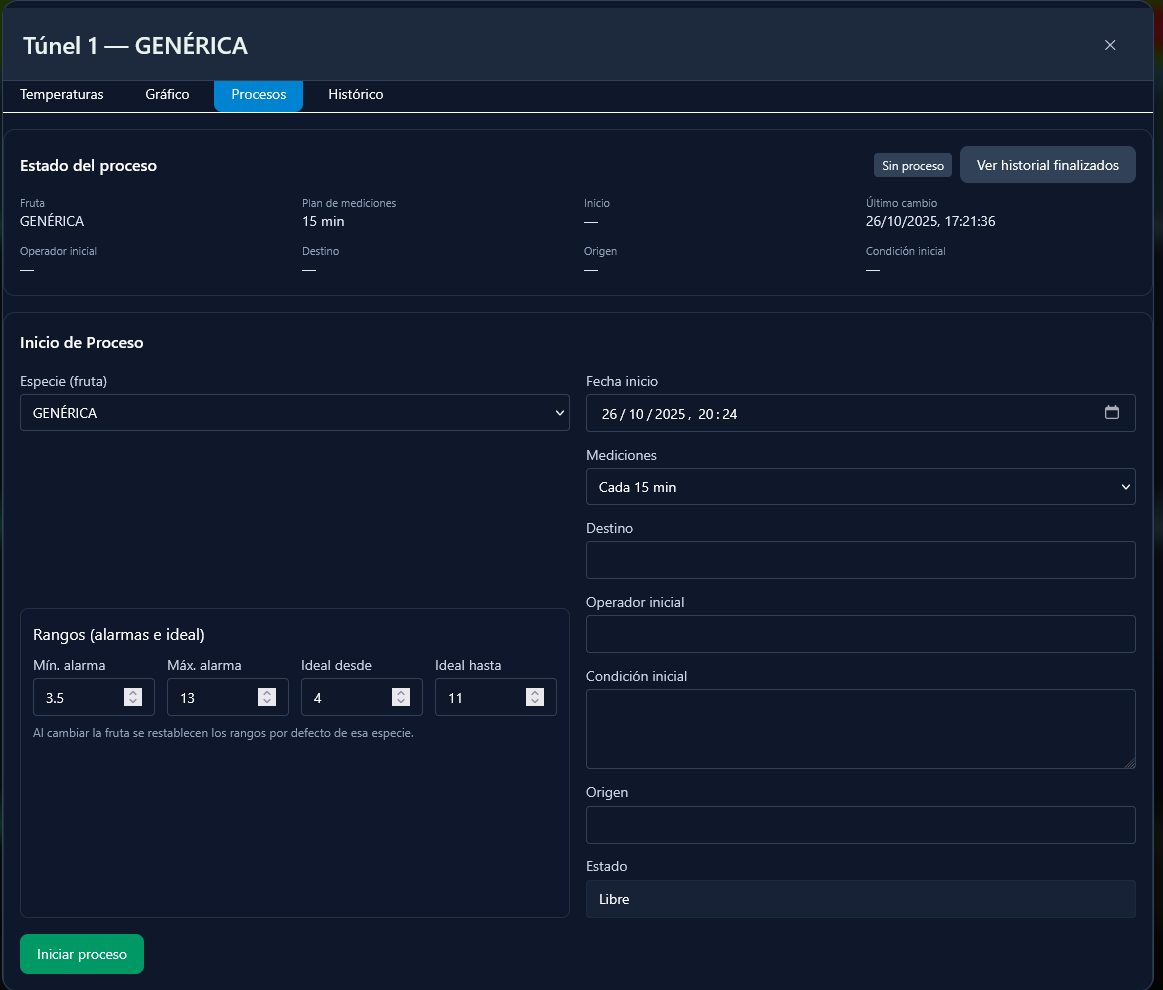 Túnel 1 — GENÉRICA
Temperaturas Gráfico Procesos Histórico
Estado del proceso Sin proceso Ver historial finalizados
Fruta Plan de mediciones Inicio Último cambio
GENÉRICA 15 min — 26/10/2025, 17:21:36
Operador inicial Destino Origen Condición inicial
— — — —
Inicio de Proceso
Especie (fruta)
GENÉRICA
Fecha inicio
26/10/2025, 20:24
Mediciones
Cada 15 min
Destino
Operador inicial
Condición inicial
Origen
Estado
Libre
Rangos (alarmas e ideal)
Mín. alarma Máx. alarma Ideal desde Ideal hasta
3.5 13 4 11
Al cambiar la fruta se restablecen los rangos por defecto de esa especie.
Iniciar proceso